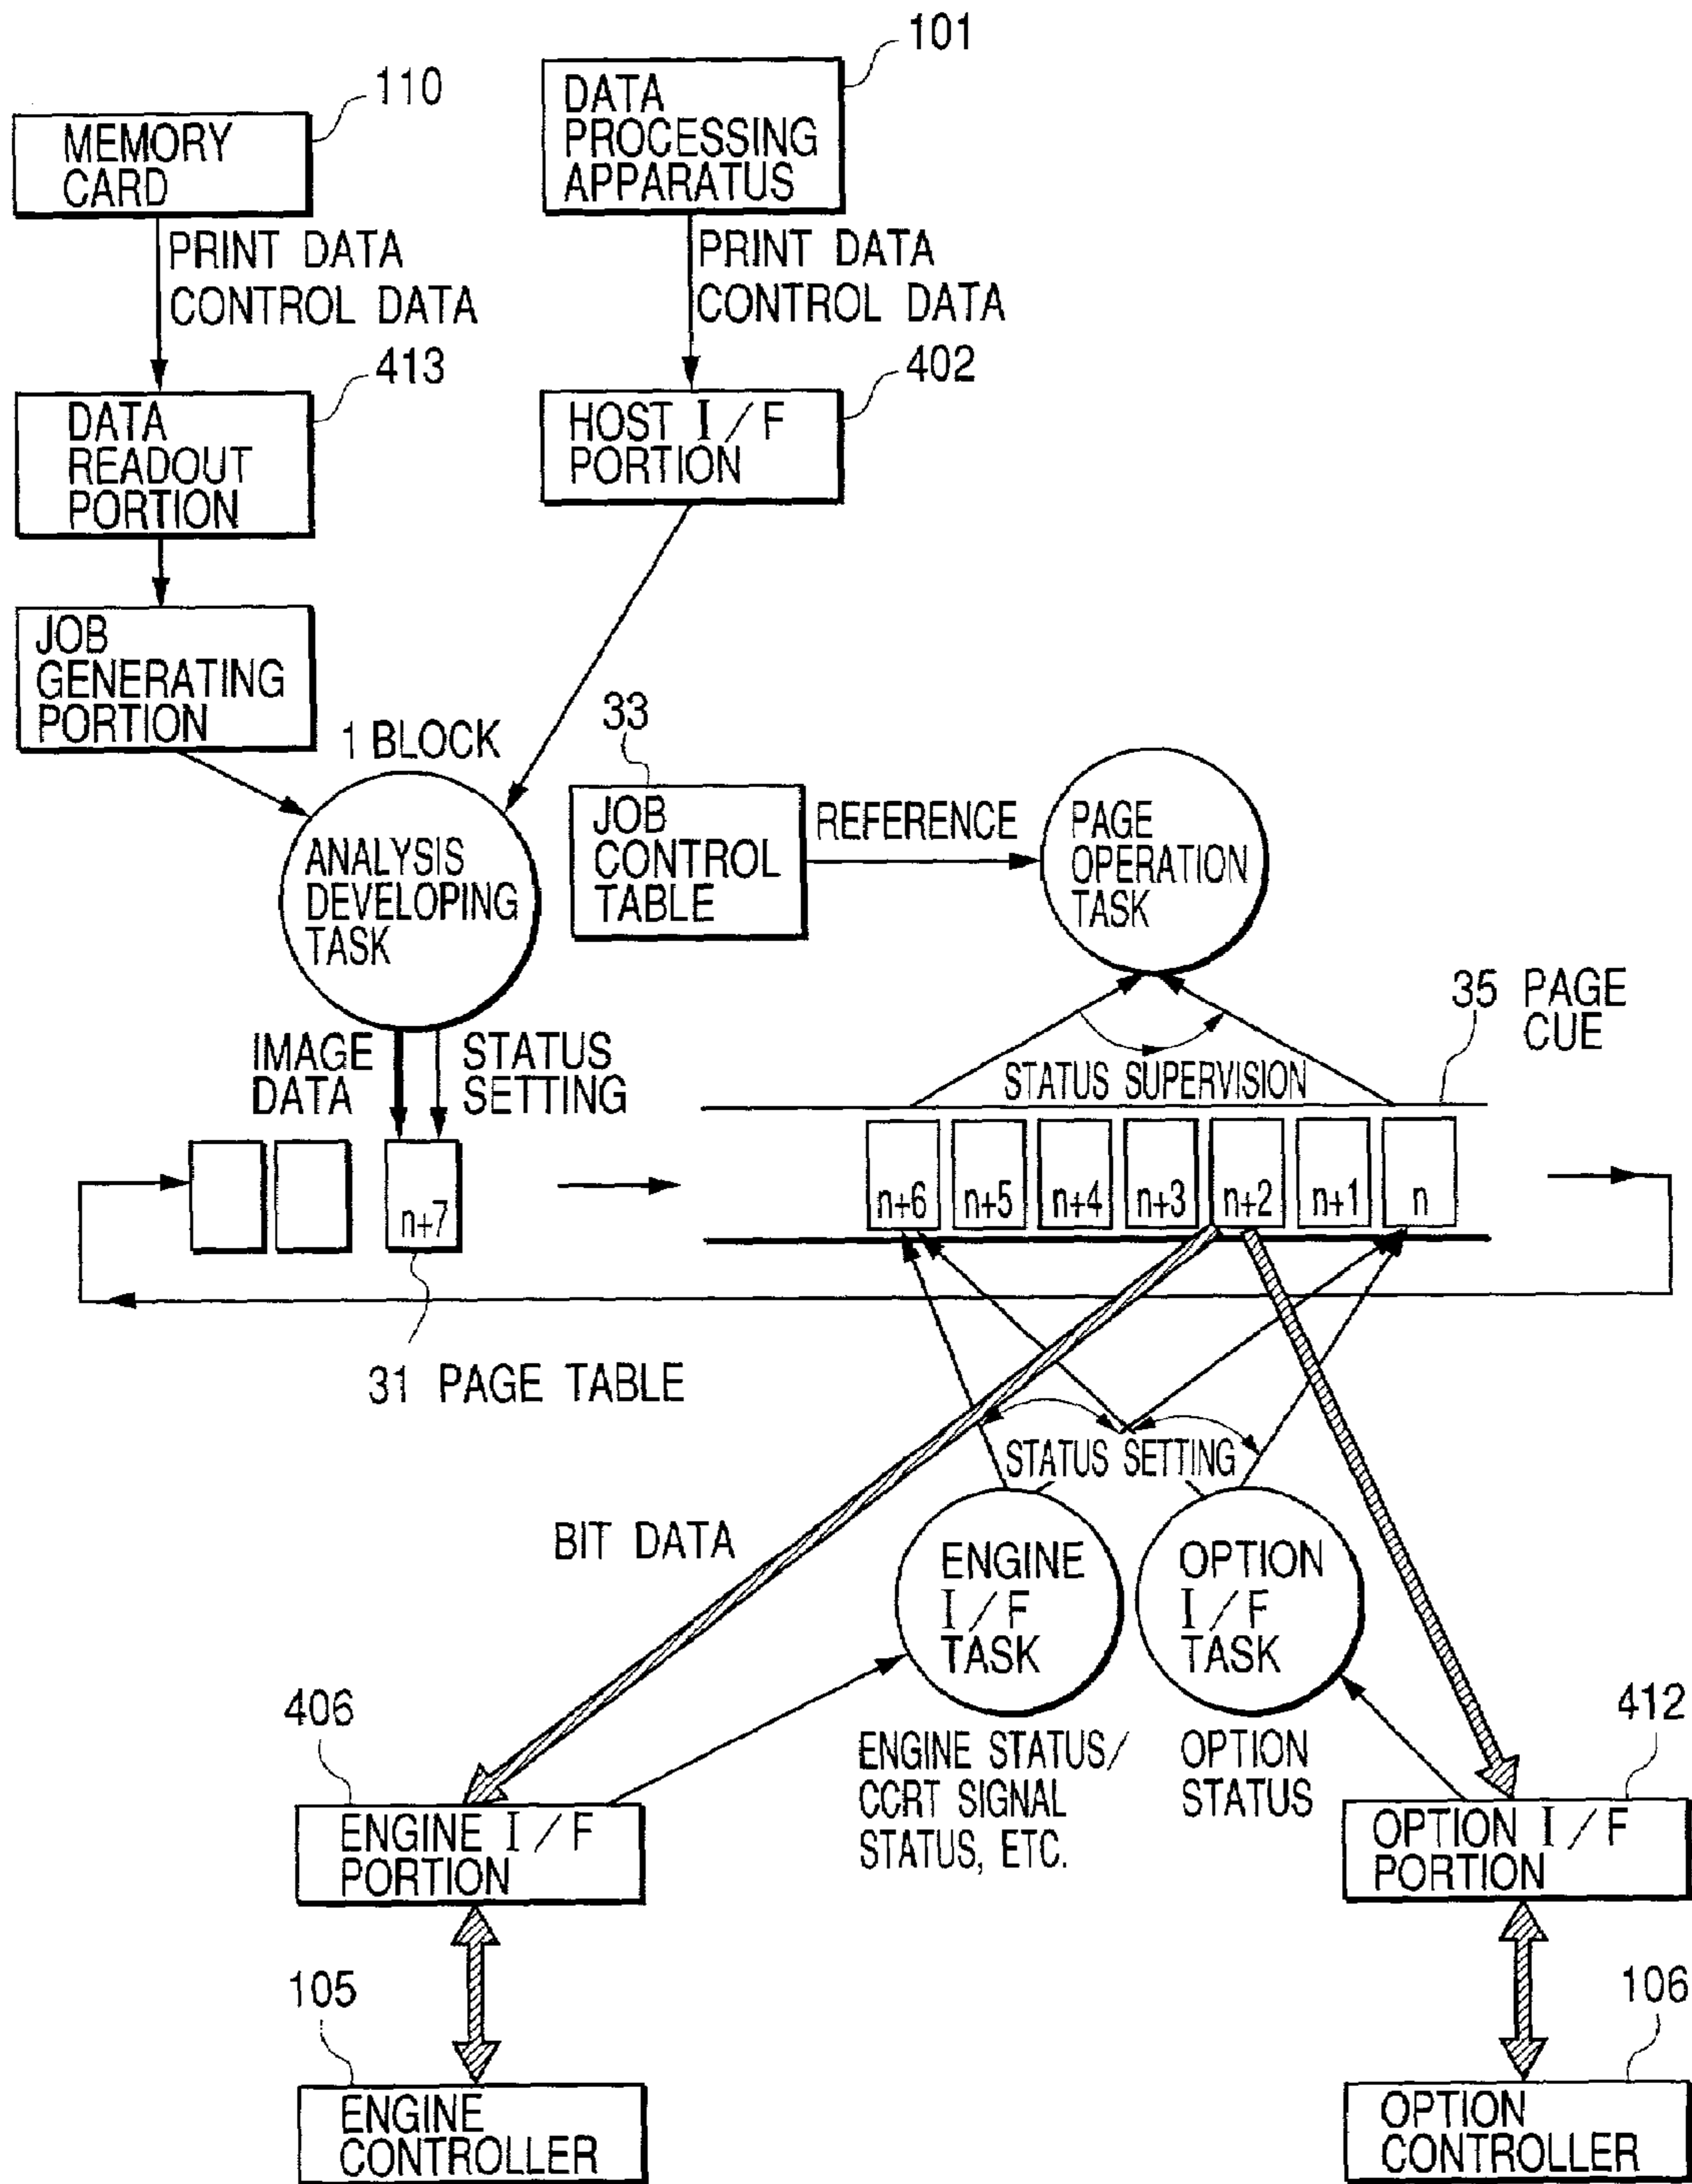 101
110
DATA
PROCESSING
APPARATUS
MEMORY
CARD
PRINT DATA
CONTROL DATA
PRINT DATA
CONTROL DATA
413
402
DATA
READOUT
PORTION
HOST I/F
PORTION
JOB
GENERATING
PORTION
1 BLOCK
33
ANALYSIS
DEVELOPING
TASK
JOB
CONTROL
TABLE
REFERENCE
PAGE
OPERATION
TASK
35 PAGE
CUE
IMAGE
DATA
STATUS
SETTING
STATUS SUPERVISION
n+7
n+6
n+5
n+4
n+3
n+2
n+1
n
31 PAGE TABLE
STATUS SETTING
BIT DATA
ENGINE
I/F
TASK
OPTION
I/F
TASK
406
412
ENGINE STATUS/
CCRT SIGNAL
STATUS, ETC.
OPTION
STATUS
ENGINE I/F
PORTION
OPTION I/F
PORTION
105
106
ENGINE
CONTROLLER
OPTION
CONTROLLER